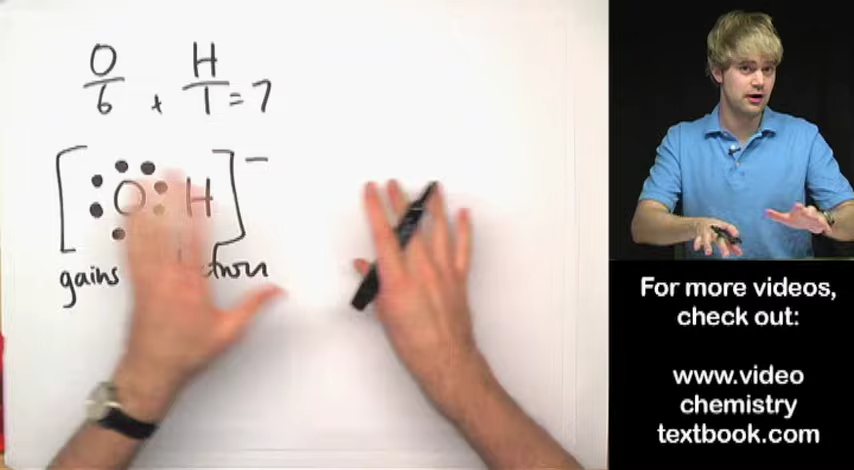 O H
6 + 1 = 7
[ O H ] –
gains
For more videos,
check out:
www.video
chemistry
textbook.com